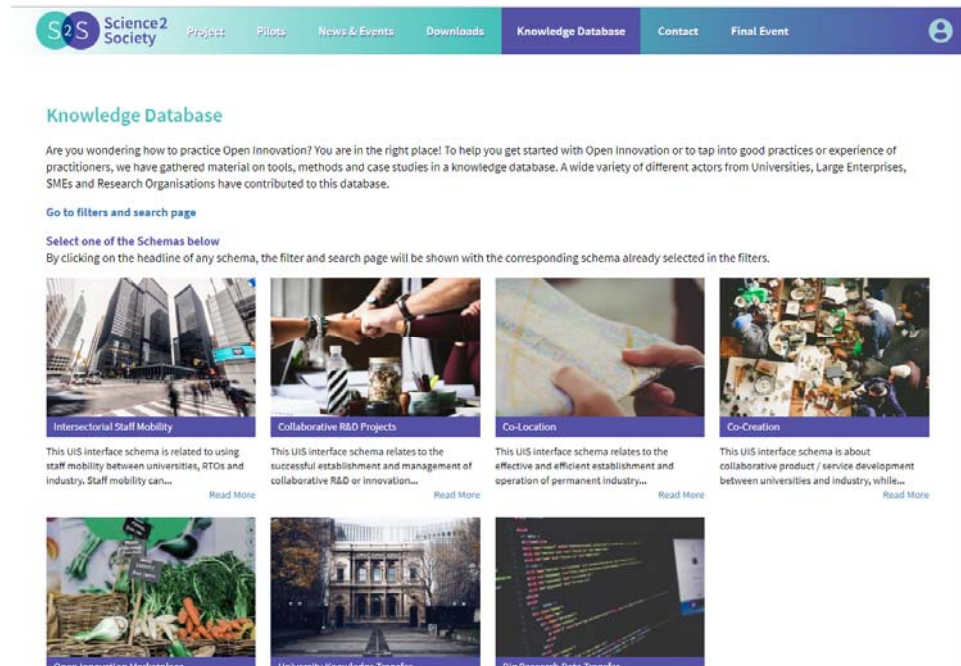 S2S Science2
Society
Project Pilots News & Events Downloads Knowledge Database Contact Final Event
Knowledge Database
Are you wondering how to practice Open Innovation? You are in the right place! To help you get started with Open Innovation or to tap into good practices or experience of
practitioners, we have gathered material on tools, methods and case studies in a knowledge database. A wide variety of different actors from Universities, Large Enterprises,
SMEs and Research Organisations have contributed to this database.
Go to filters and search page
Select one of the Schemas below
By clicking on the headline of any schema, the filter and search page will be shown with the corresponding schema already selected in the filters.
Intersectorial Staff Mobility
This UIS interface schema is related to using
staff mobility between universities, RTOs and
industry. Staff mobility can...
Read More
Collaborative R&D Projects
This UIS interface schema relates to the
successful establishment and management of
collaborative R&D or innovation...
Read More
Co-Location
This UIS interface schema relates to the
effective and efficient establishment and
operation of permanent industry...
Read More
Co-Creation
This UIS interface schema is about
collaborative product / service development
between universities and industry, while...
Read More
Open Innovation Marketplace
University Knowledge Transfer
Big Research Data Transfer